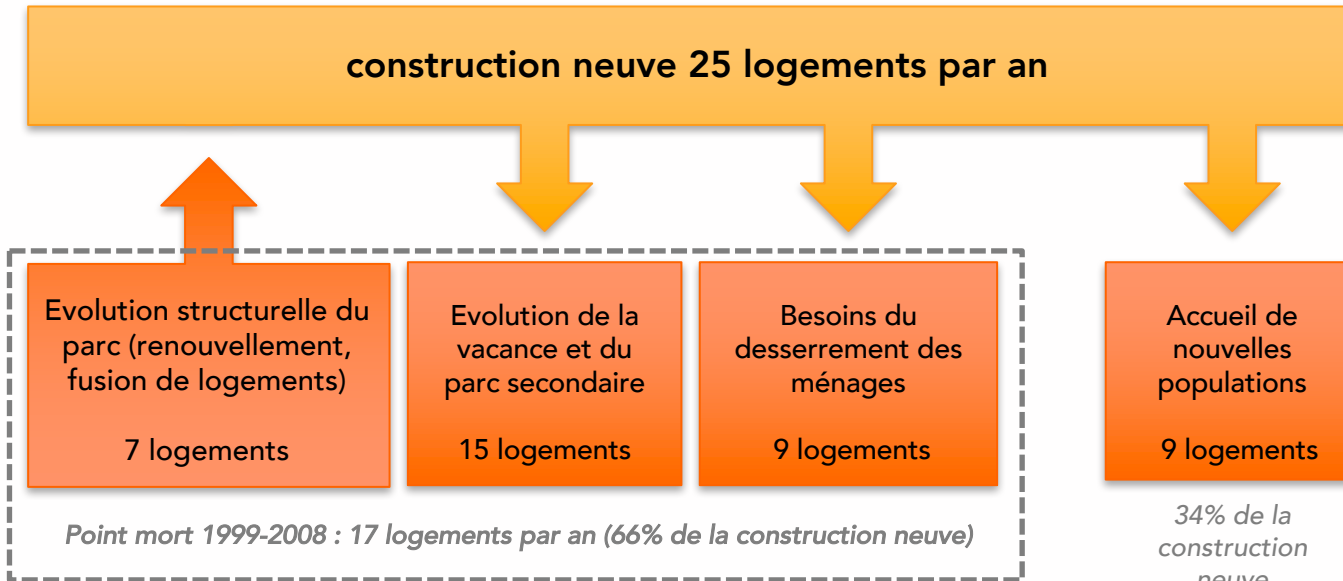 construction neuve 25 logements par an
Evolution structurelle du
parc (renouvellement,
fusion de logements)
7 logements
Evolution de la
vacance et du
parc secondaire
15 logements
Besoins du
desserrement des
ménages
9 logements
Accueil de
nouvelles
populations
9 logements
Point mort 1999-2008 : 17 logements par an (66% de la construction neuve)
34% de la
construction
neuve